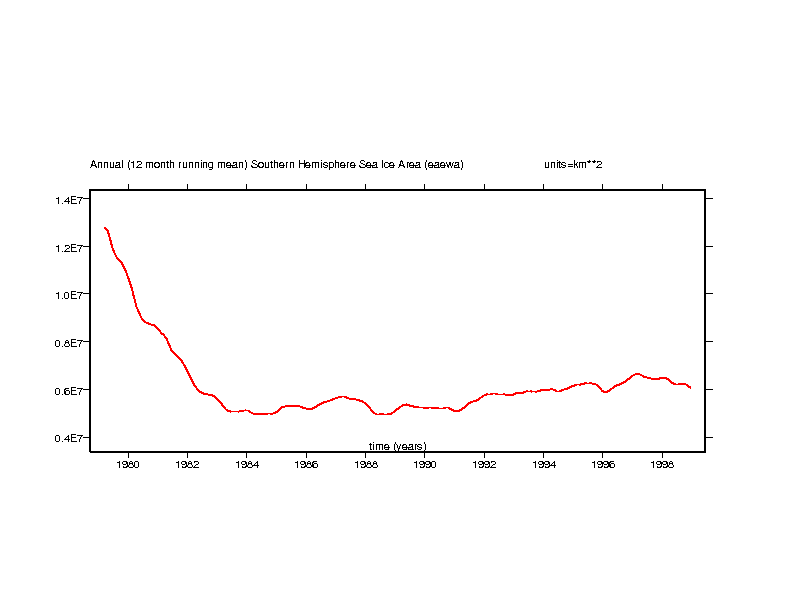 Annual (12 month running mean) Southern Hemisphere Sea Ice Area (eaewa) units=km**2
1.4E7
1.2E7
1.0E7
0.8E7
0.6E7
0.4E7
time (years)
1980 1982 1984 1986 1988 1990 1992 1994 1996 1998